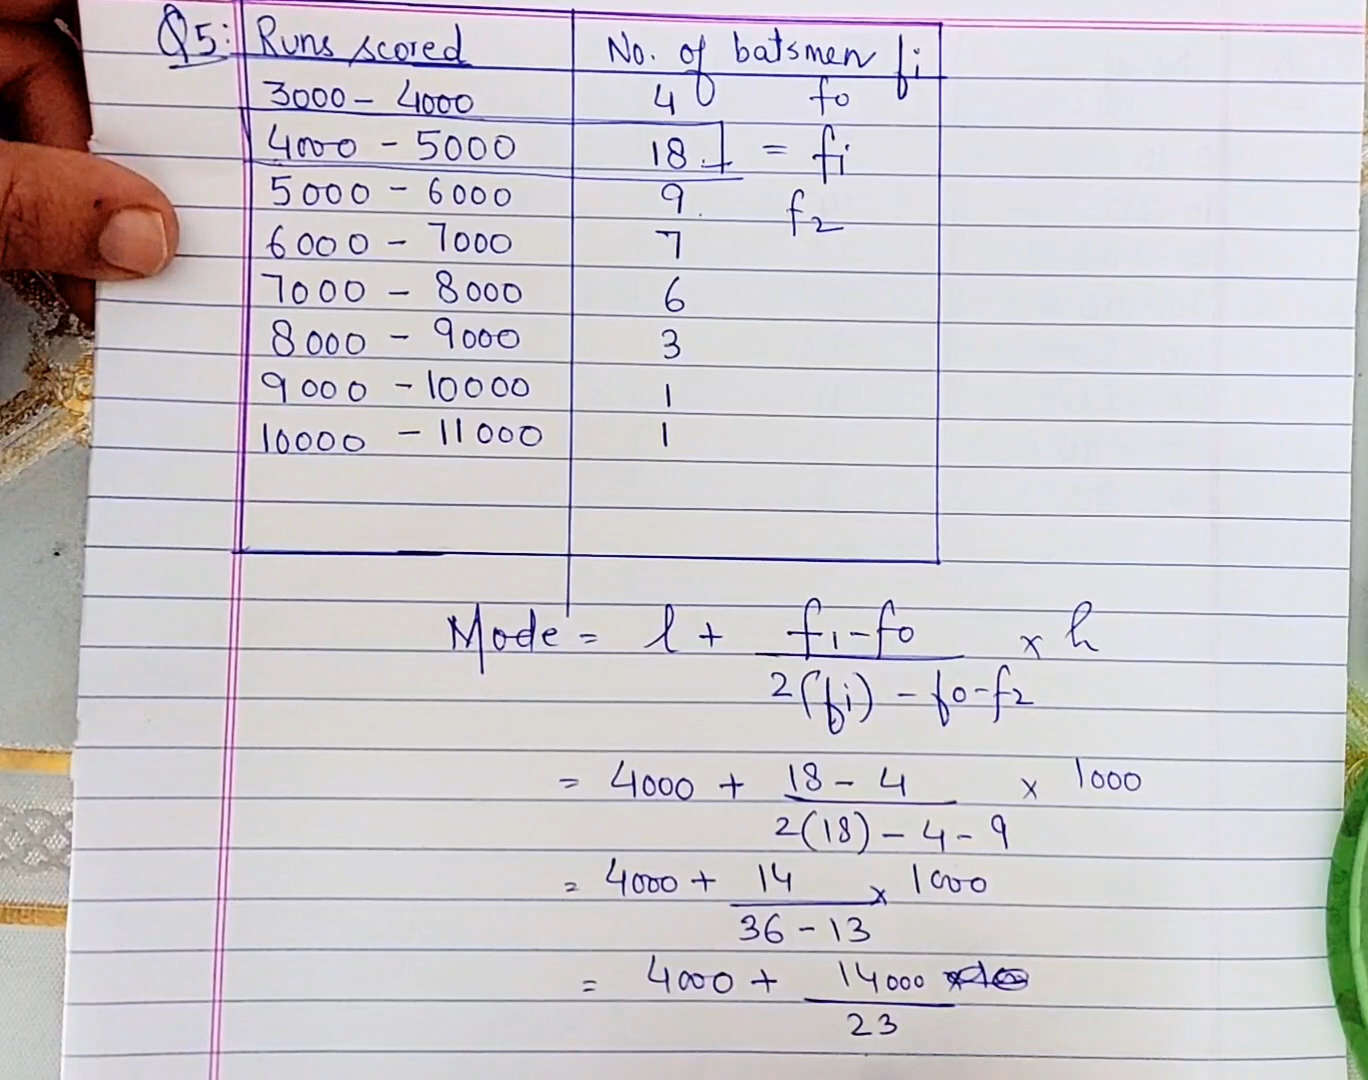 Q5: Runs scored No. of batsmen fi
3000 - 4000 4 f0
4000 - 5000 18 = fi
5000 - 6000 9 f2
6000 - 7000 7
7000 - 8000 6
8000 - 9000 3
9000 - 10000 1
10000 - 11000 1
Mode = l + f1 - f0 x h
2(fi) - f0 - f2
= 4000 + 18 - 4 x 1000
2(18) - 4 - 9
= 4000 + 14 x 1000
36 - 13
= 4000 + 14000
23